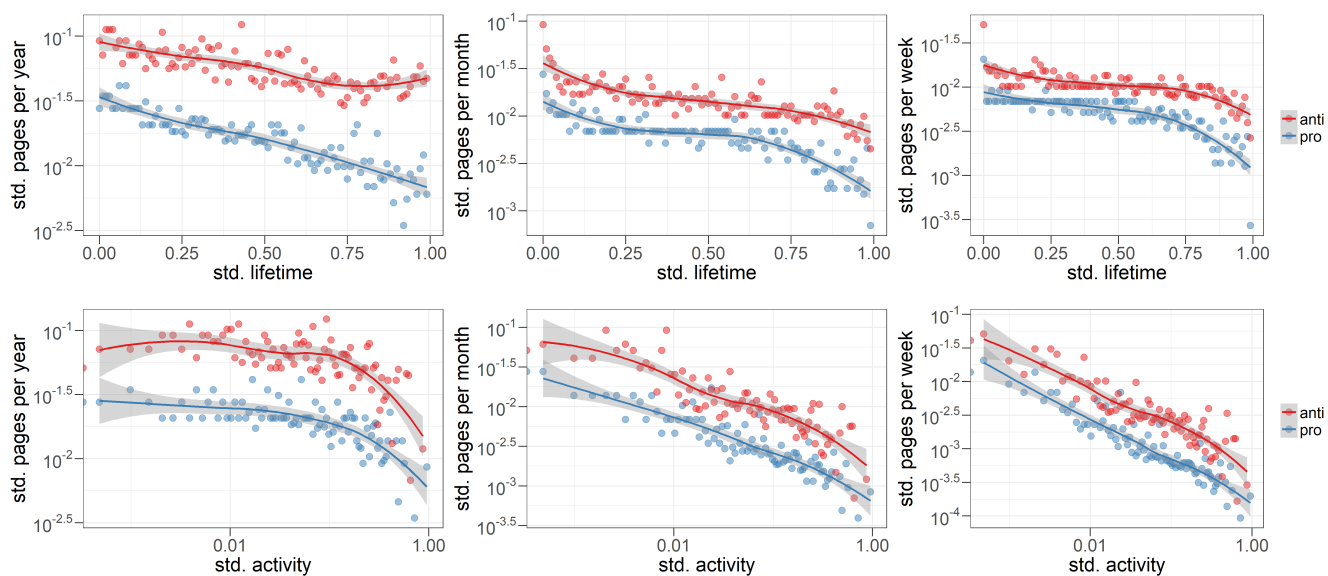 std. pages per year
10^-1
10^-1.5
10^-2
10^-2.5
0.00 0.25 0.50 0.75 1.00
std. lifetime
std. pages per month
10^-1
10^-1.5
10^-2
10^-2.5
10^-3
0.00 0.25 0.50 0.75 1.00
std. lifetime
std. pages per week
10^-1.5
10^-2
10^-2.5
10^-3
10^-3.5
0.00 0.25 0.50 0.75 1.00
std. lifetime
anti
pro
std. pages per year
10^-1
10^-1.5
10^-2
10^-2.5
0.01 1.00
std. activity
std. pages per month
10^-1
10^-1.5
10^-2
10^-2.5
10^-3
10^-3.5
0.01 1.00
std. activity
std. pages per week
10^-1
10^-1.5
10^-2
10^-2.5
10^-3
10^-3.5
10^-4
0.01 1.00
std. activity
anti
pro